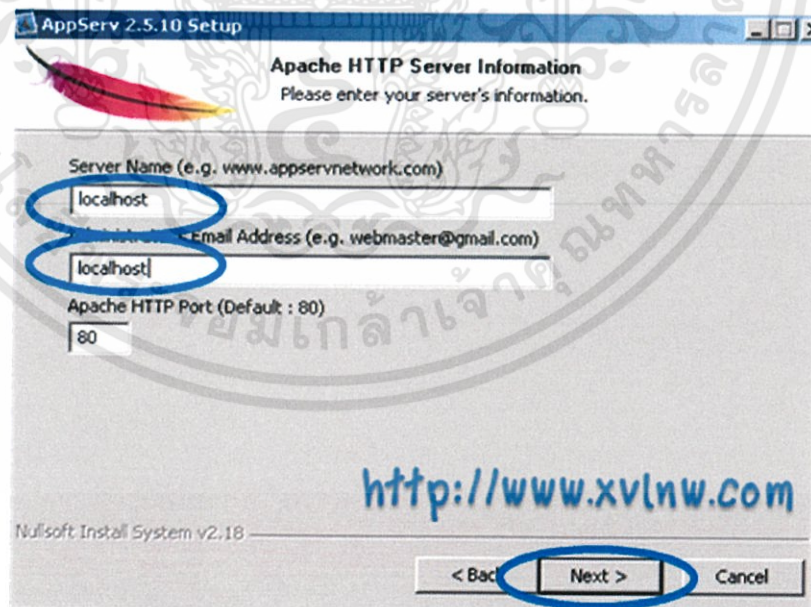 AppServ 2.5.10 Setup
Apache HTTP Server Information
Please enter your server's information.
Server Name (e.g. www.appservnetwork.com)
localhost
Email Address (e.g. webmaster@gmail.com)
localhost
Apache HTTP Port (Default : 80)
80
http://www.xvlnw.com
Nullsoft Install System v2.18
< Back
Next >
Cancel